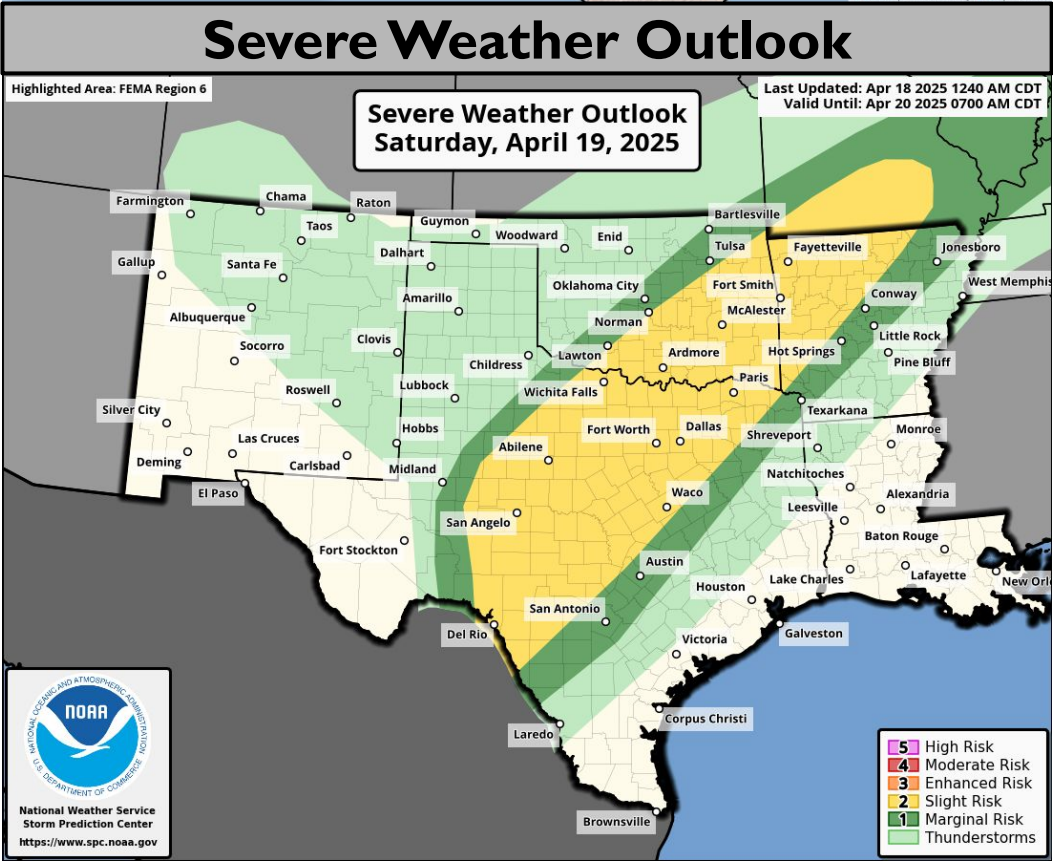 Severe Weather Outlook
Highlighted Area: FEMA Region 6
Last Updated: Apr 18 2025 1240 AM CDT
Valid Until: Apr 20 2025 0700 AM CDT
Severe Weather Outlook
Saturday, April 19, 2025
Farmington
Chama
Raton
Taos
Guymon
Woodward
Enid
Bartlesville
Tulsa
Fayetteville
Jonesboro
Gallup
Santa Fe
Dalhart
Amarillo
Oklahoma City
Fort Smith
Conway
West Memphis
Albuquerque
Norman
McAlester
Socorro
Clovis
Childress
Lawton
Ardmore
Hot Springs
Little Rock
Pine Bluff
Roswell
Lubbock
Wichita Falls
Paris
Texarkana
Silver City
Las Cruces
Hobbs
Abilene
Fort Worth
Dallas
Shreveport
Monroe
Deming
Carlsbad
Midland
Natchitoches
El Paso
San Angelo
Waco
Leesville
Alexandria
Fort Stockton
Baton Rouge
Austin
Houston
Lake Charles
Lafayette
New Orl
San Antonio
Del Rio
Victoria
Galveston
Laredo
Corpus Christi
Brownsville
NATIONAL OCEANIC AND ATMOSPHERIC ADMINISTRATION
NOAA
U.S. DEPARTMENT OF COMMERCE
National Weather Service
Storm Prediction Center
https://www.spc.noaa.gov
5 High Risk
4 Moderate Risk
3 Enhanced Risk
2 Slight Risk
1 Marginal Risk
Thunderstorms